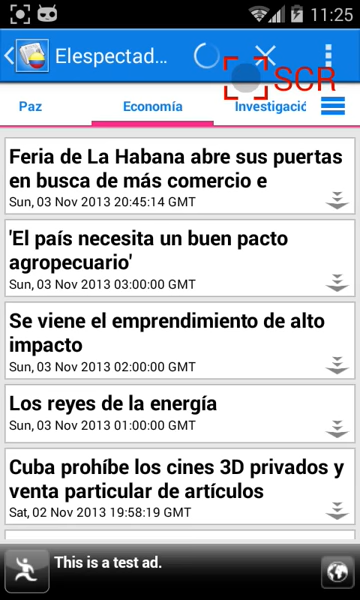 11:25
Elespectad...
SCR
Paz
Economía
Investigació
Feria de La Habana abre sus puertas
en busca de más comercio e
Sun, 03 Nov 2013 20:45:14 GMT
'El país necesita un buen pacto
agropecuario'
Sun, 03 Nov 2013 03:00:00 GMT
Se viene el emprendimiento de alto
impacto
Sun, 03 Nov 2013 02:00:00 GMT
Los reyes de la energía
Sun, 03 Nov 2013 01:00:00 GMT
Cuba prohíbe los cines 3D privados y
venta particular de artículos
Sat, 02 Nov 2013 19:58:19 GMT
This is a test ad.